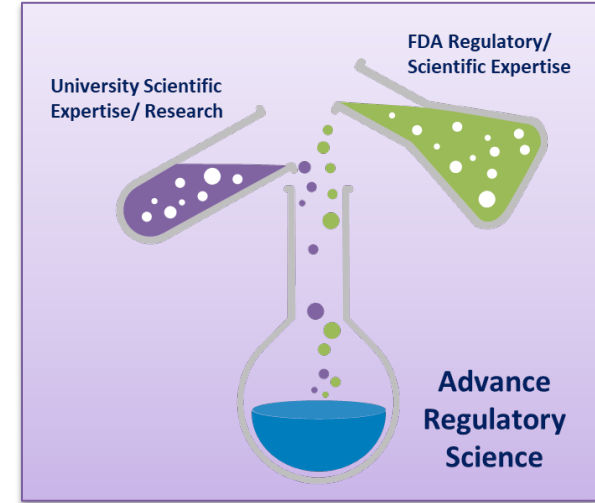 University Scientific
Expertise/ Research
FDA Regulatory/
Scientific Expertise
Advance
Regulatory
Science